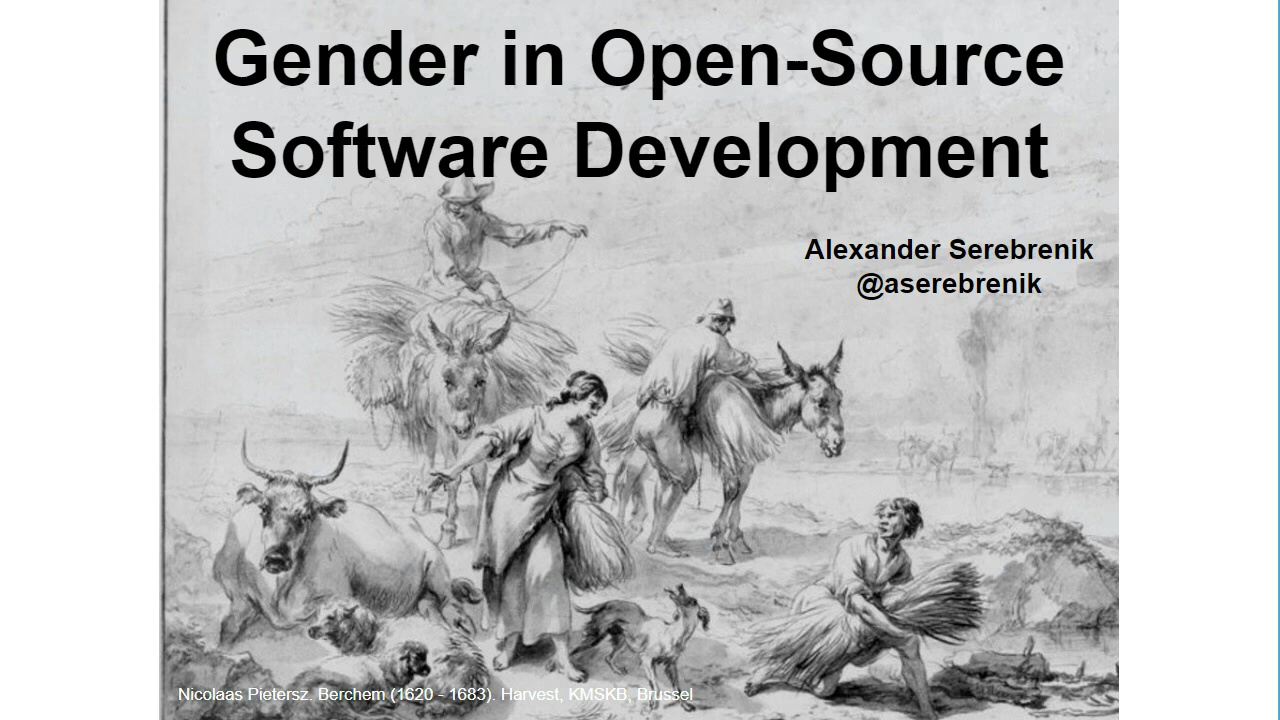 Gender in Open-Source
Software Development
Alexander Serebrenik
@aserebrenik
Nicolaas Pietersz. Berchem (1620 - 1683). Harvest, KMSKB, Brussel